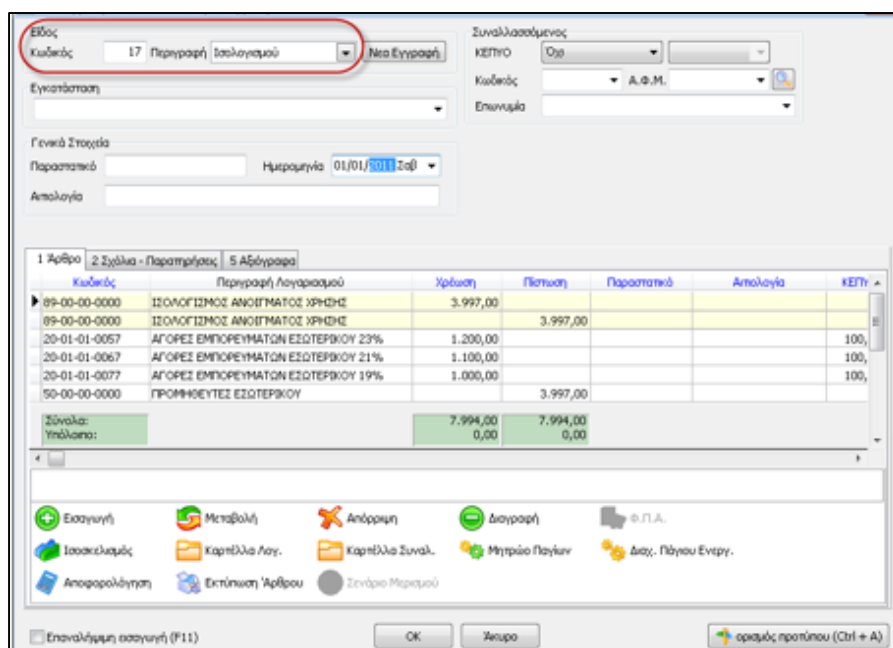 Είδος
Κωδικός 17 Περιγραφή Ισολογισμού Νεα Εγγραφή
Εγκατάσταση
Συναλλασσόμενος
ΚΕΠΥΟ Όχι
Κωδικός Α.Φ.Μ.
Επωνυμία
Γενικά Στοιχεία
Παραστατικό Ημερομηνία 01/01/2011 Σαβ
Αιτιολογία
1 Άρθρο 2 Σχόλια - Παρατηρήσεις 5 Αξιόγραφα
Κωδικός Περιγραφή Λογαριασμού Χρέωση Πίστωση Παραστατικό Αιτιολογία ΚΕΠΥ
89-00-00-0000 ΙΣΟΛΟΓΙΣΜΟΣ ΑΝΟΙΓΜΑΤΟΣ ΧΡΗΣΗΣ 3.997,00
89-00-00-0000 ΙΣΟΛΟΓΙΣΜΟΣ ΑΝΟΙΓΜΑΤΟΣ ΧΡΗΣΗΣ 3.997,00
20-01-01-0057 ΑΓΟΡΕΣ ΕΜΠΟΡΕΥΜΑΤΩΝ ΕΣΩΤΕΡΙΚΟΥ 23% 1.200,00 100,
20-01-01-0067 ΑΓΟΡΕΣ ΕΜΠΟΡΕΥΜΑΤΩΝ ΕΣΩΤΕΡΙΚΟΥ 21% 1.100,00 100,
20-01-01-0077 ΑΓΟΡΕΣ ΕΜΠΟΡΕΥΜΑΤΩΝ ΕΣΩΤΕΡΙΚΟΥ 19% 1.000,00 100,
50-00-00-0000 ΠΡΟΜΗΘΕΥΤΕΣ ΕΣΩΤΕΡΙΚΟΥ 3.997,00
Σύνολα: 7.994,00 7.994,00
Υπόλοιπο: 0,00 0,00
Εισαγωγή Μεταβολή Απόρριψη Διαγραφή Φ.Π.Α.
Ισοσκελισμός Καρτέλλα Λογ. Καρτέλλα Συναλ. Μητρώο Παγίων Διαχ. Πάγιου Ενεργ.
Αποφορολόγηση Εκτύπωση Άρθρου Σενάριο Μερισμού
Επαναλήψιμη εισαγωγή (F11) OK Άκυρο ορισμός προτύπου (Ctrl + A)